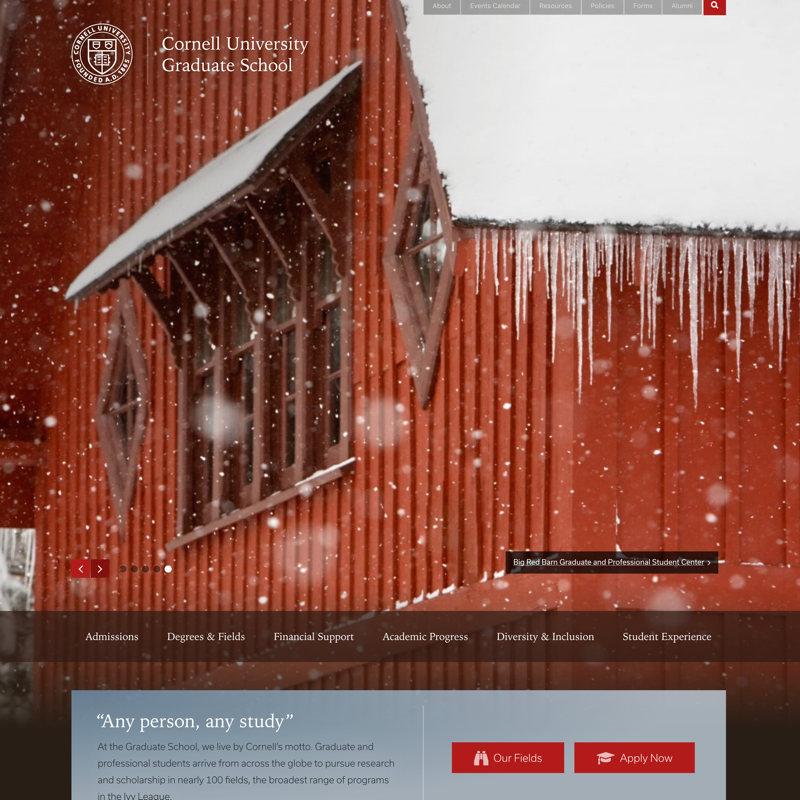 About
Events Calendar
Resources
Policies
Forms
Alumni
CORNELL UNIVERSITY
FOUNDED A.D. 1865
Cornell University
Graduate School
Big Red Barn Graduate and Professional Student Center ›
Admissions
Degrees & Fields
Financial Support
Academic Progress
Diversity & Inclusion
Student Experience
“Any person, any study”
At the Graduate School, we live by Cornell's motto. Graduate and
professional students arrive from across the globe to pursue research
and scholarship in nearly 100 fields, the broadest range of programs
in the Ivy League.
Our Fields
Apply Now